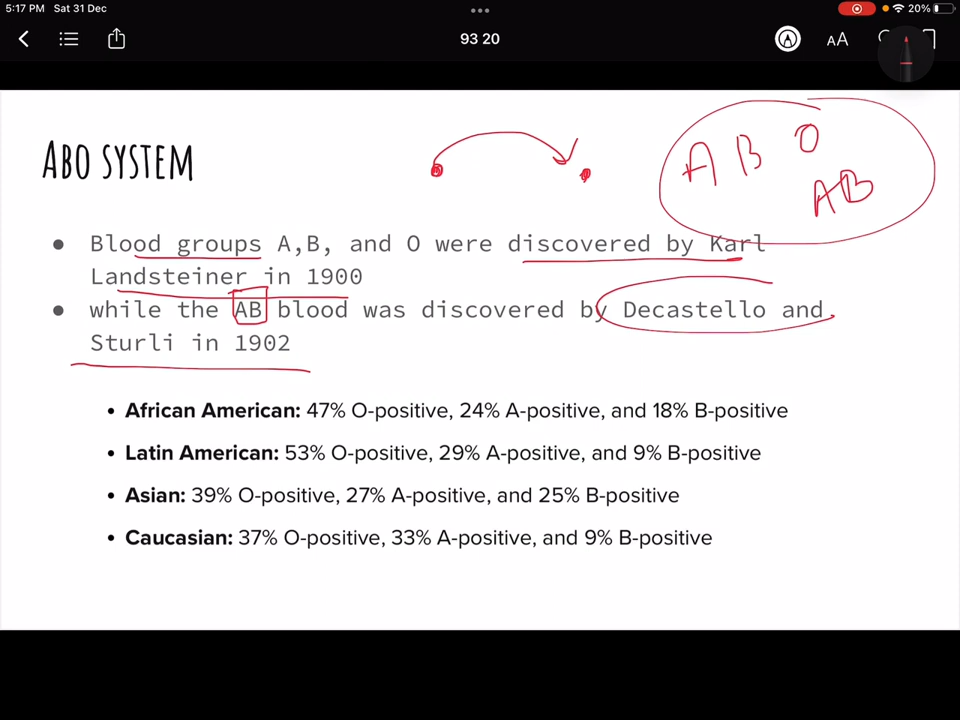 5:17 PM Sat 31 Dec
20%
93 20
AA
ABO SYSTEM
A B O
AB
● Blood groups A,B, and O were discovered by Karl
Landsteiner in 1900
● while the AB blood was discovered by Decastello and
Sturli in 1902
• African American: 47% O-positive, 24% A-positive, and 18% B-positive
• Latin American: 53% O-positive, 29% A-positive, and 9% B-positive
• Asian: 39% O-positive, 27% A-positive, and 25% B-positive
• Caucasian: 37% O-positive, 33% A-positive, and 9% B-positive